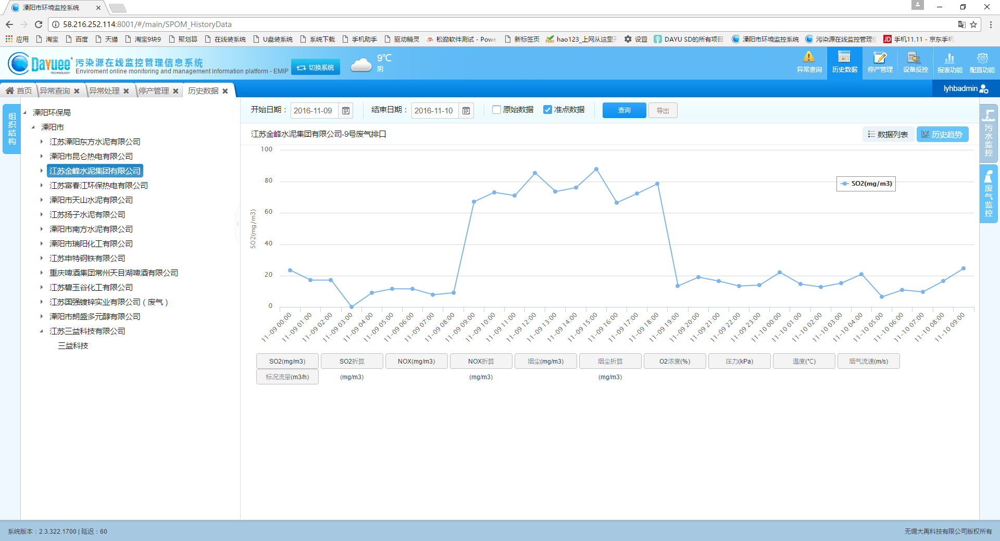 溧阳市环境监控系统
58.216.252.114:8001/#/main/SPOM_HistoryData
应用 淘宝 百度 天猫 淘宝9块9 聚划算 在线装系统 U盘装系统 系统下载 手机助手 驱动精灵 松勤软件测试 - Powe 新标签页 hao123_上网从这里开 设置 DAYU SD的所有项目 溧阳市环境监控系统 污染源在线监控管理信 JD 手机11.11 - 京东手机
Dayuee TECHNOLOGY
污染源在线监控管理信息系统
Enviroment online monitoring and management information platform - EMIP
切换系统
9℃
阴
异常查询 历史数据 停产管理 设备反控 报表功能 配置功能
首页 异常查询 异常处理 停产管理 历史数据
lyhbadmin
组织结构
溧阳环保局
溧阳市
江苏溧阳东方水泥有限公司
溧阳市昆仑热电有限公司
江苏金峰水泥集团有限公司
江苏富春江环保热电有限公司
溧阳市天山水泥有限公司
江苏扬子水泥有限公司
溧阳市南方水泥有限公司
溧阳市瑞阳化工有限公司
江苏申特钢铁有限公司
重庆啤酒集团常州天目湖啤酒有限公司
江苏碧玉谷化工有限公司
江苏国强镀锌实业有限公司（废气）
溧阳市朗盛多元醇有限公司
江苏三益科技有限公司
三益科技
开始日期： 2016-11-09 结束日期： 2016-11-10 原始数据 准点数据 查询 导出
江苏金峰水泥集团有限公司-9号废气排口
数据列表 历史趋势
污水监控
废气监控
100
80
60
40
20
0
SO2(mg/m3)
SO2(mg/m3)
11-09 00:00 11-09 01:00 11-09 02:00 11-09 03:00 11-09 04:00 11-09 05:00 11-09 06:00 11-09 07:00 11-09 08:00 11-09 09:00 11-09 10:00 11-09 11:00 11-09 12:00 11-09 13:00 11-09 14:00 11-09 15:00 11-09 16:00 11-09 17:00 11-09 18:00 11-09 19:00 11-09 20:00 11-09 21:00 11-09 22:00 11-09 23:00 11-10 00:00 11-10 01:00 11-10 02:00 11-10 03:00 11-10 04:00 11-10 05:00 11-10 06:00 11-10 07:00 11-10 08:00 11-10 09:00
SO2(mg/m3) SO2折算 NOX(mg/m3) NOX折算 烟尘(mg/m3) 烟尘折算 O2浓度(%) 压力(kPa) 温度(℃) 烟气流速(m/s)
标况流量(m3/h) (mg/m3) (mg/m3) (mg/m3)
系统版本：2.3.322.1700 | 延迟：60
无锡大禹科技有限公司版权所有